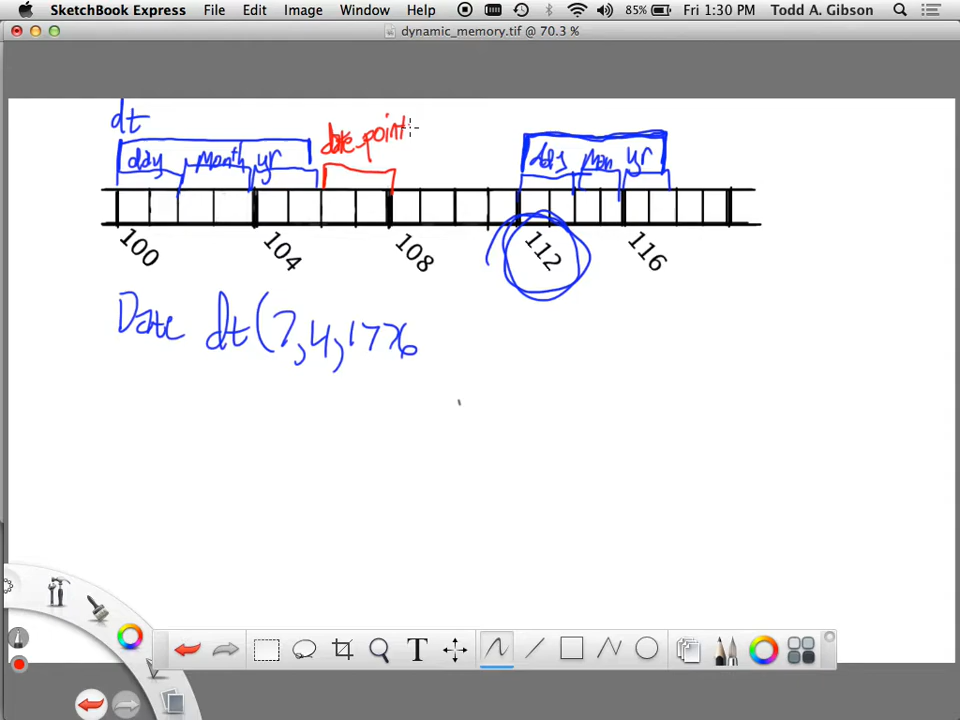 SketchBook Express File Edit Image Window Help 85% Fri 1:30 PM Todd A. Gibson
dynamic_memory.tif @ 70.3 %
dt
date-point
day month yr
day mon yr
100 104 108 112 116
Date dt(7,4,1776
T